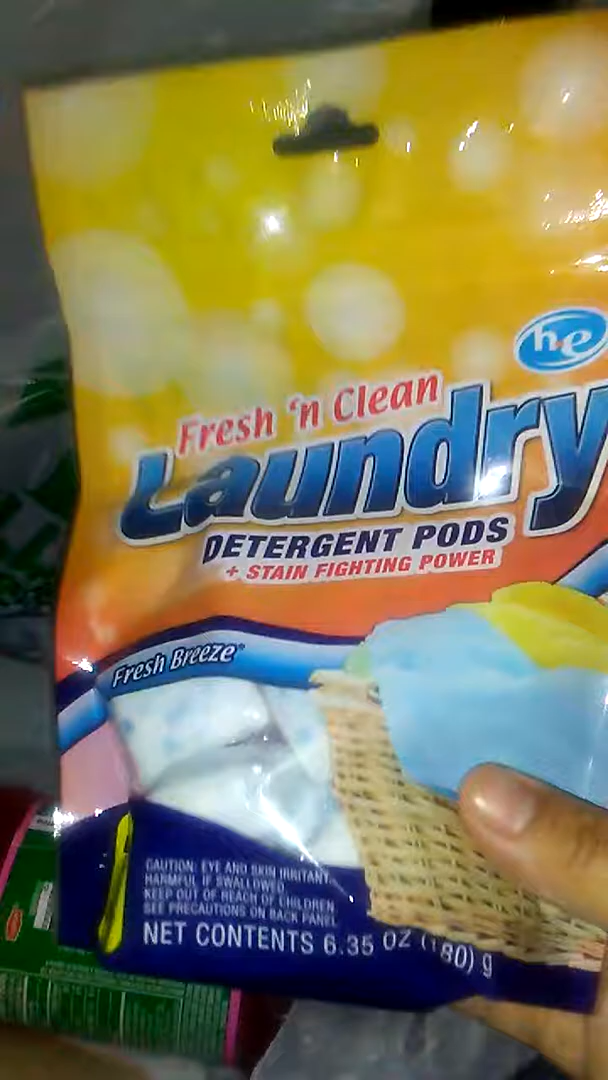 he
Fresh 'n Clean
Laundry
DETERGENT PODS
+ STAIN FIGHTING POWER
Fresh Breeze
CAUTION: EYE AND SKIN IRRITANT.
HARMFUL IF SWALLOWED.
KEEP OUT OF REACH OF CHILDREN
SEE PRECAUTIONS ON BACK PANEL
NET CONTENTS 6.35 OZ (180) g